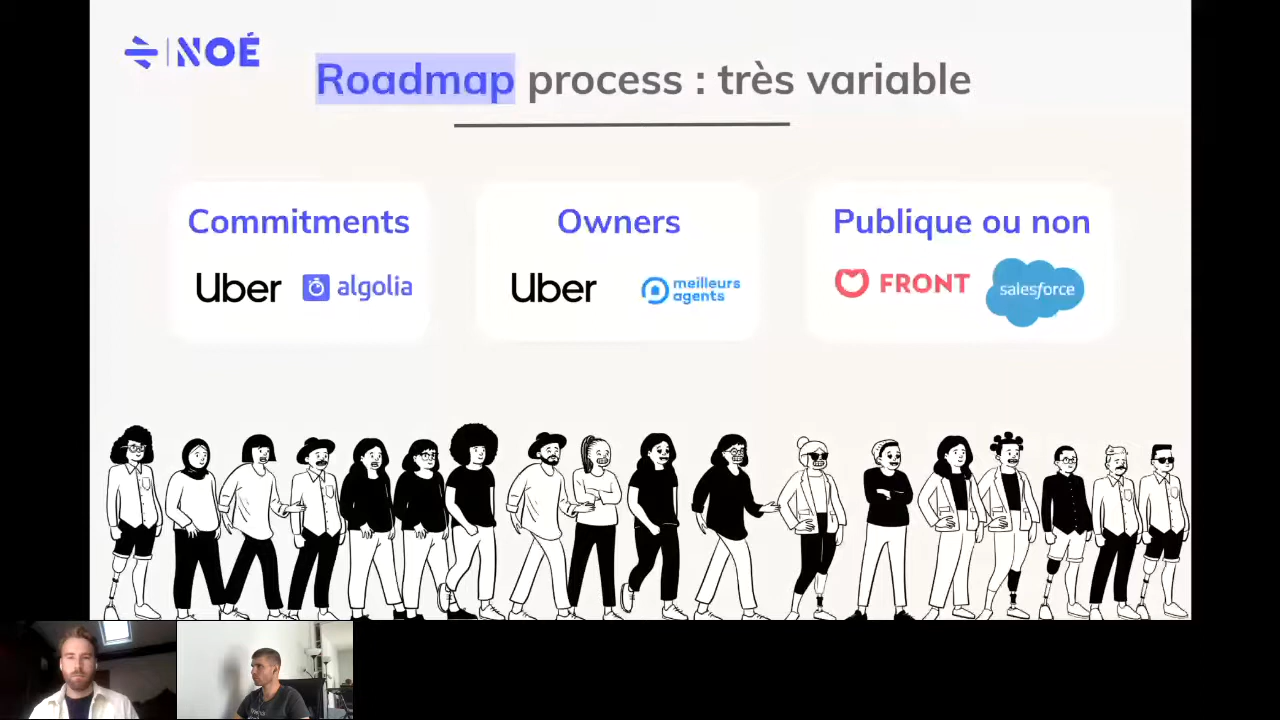 NOÉ
Roadmap process : très variable
Commitments
Owners
Publique ou non
Uber
algolia
Uber
meilleurs
agents
FRONT
salesforce